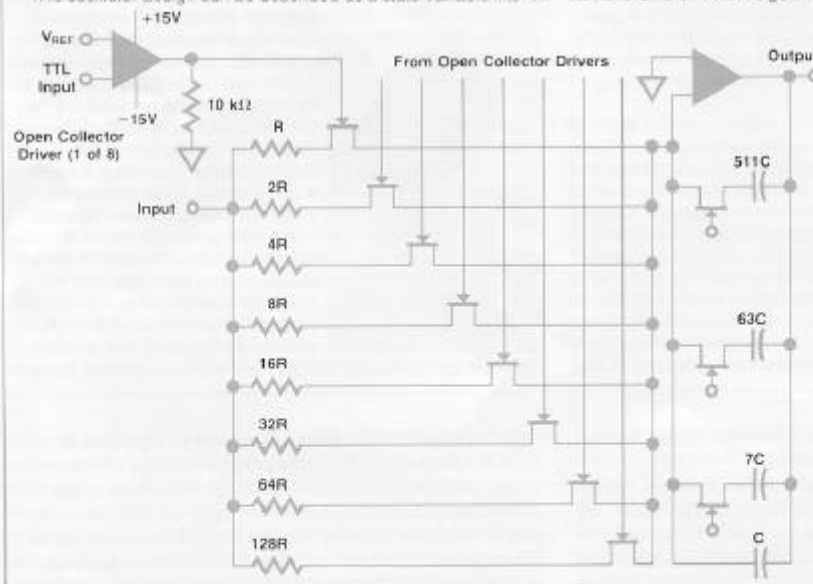 +15V
V_REF
TTL
Input
−15V
10 kΩ
Open Collector
Driver (1 of 8)
From Open Collector Drivers
Outpu
R
2R
Input
4R
8R
16R
32R
64R
128R
511C
63C
7C
C